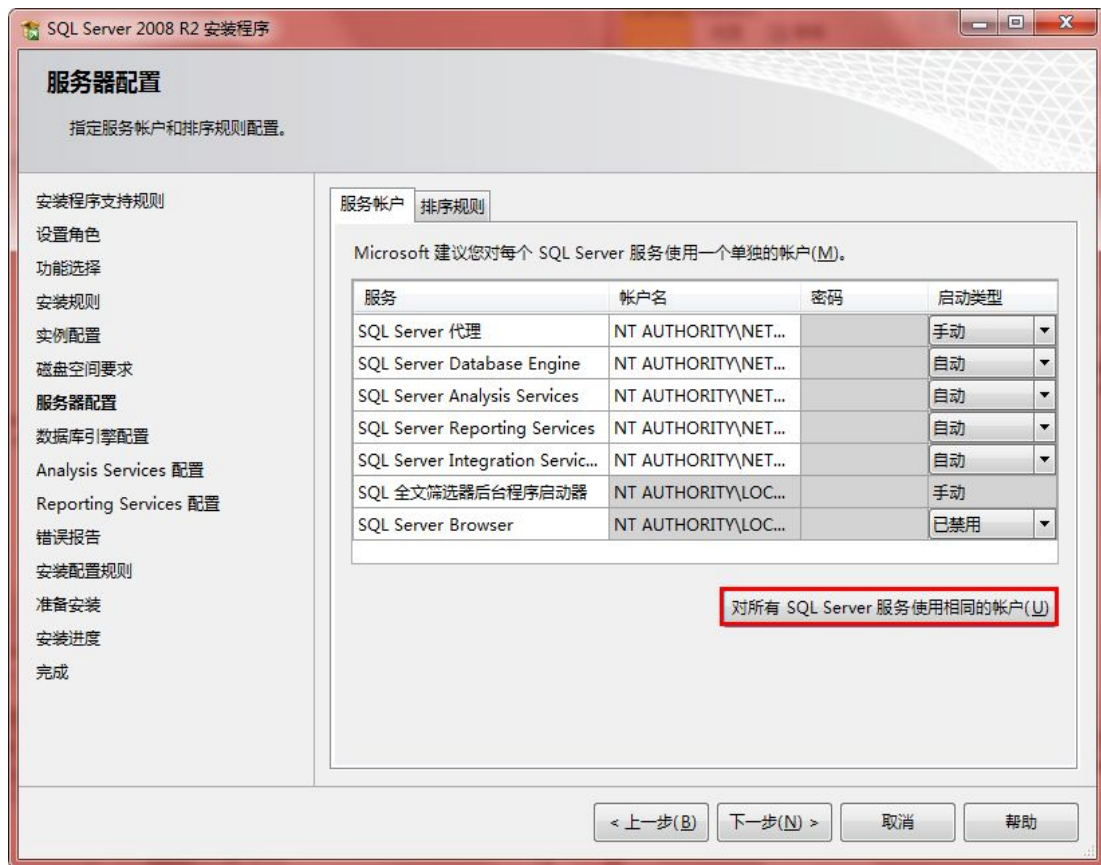 SQL Server 2008 R2 安装程序
服务器配置
指定服务帐户和排序规则配置。
安装程序支持规则
设置角色
功能选择
安装规则
实例配置
磁盘空间要求
服务器配置
数据库引擎配置
Analysis Services 配置
Reporting Services 配置
错误报告
安装配置规则
准备安装
安装进度
完成
服务帐户 排序规则
Microsoft 建议您对每个 SQL Server 服务使用一个单独的帐户(M)。
服务 帐户名 密码 启动类型
SQL Server 代理 NT AUTHORITY\NET... 手动
SQL Server Database Engine NT AUTHORITY\NET... 自动
SQL Server Analysis Services NT AUTHORITY\NET... 自动
SQL Server Reporting Services NT AUTHORITY\NET... 自动
SQL Server Integration Servic... NT AUTHORITY\NET... 自动
SQL 全文筛选器后台程序启动器 NT AUTHORITY\LOC... 手动
SQL Server Browser NT AUTHORITY\LOC... 已禁用
对所有 SQL Server 服务使用相同的帐户(U)
< 上一步(B) 下一步(N) > 取消 帮助